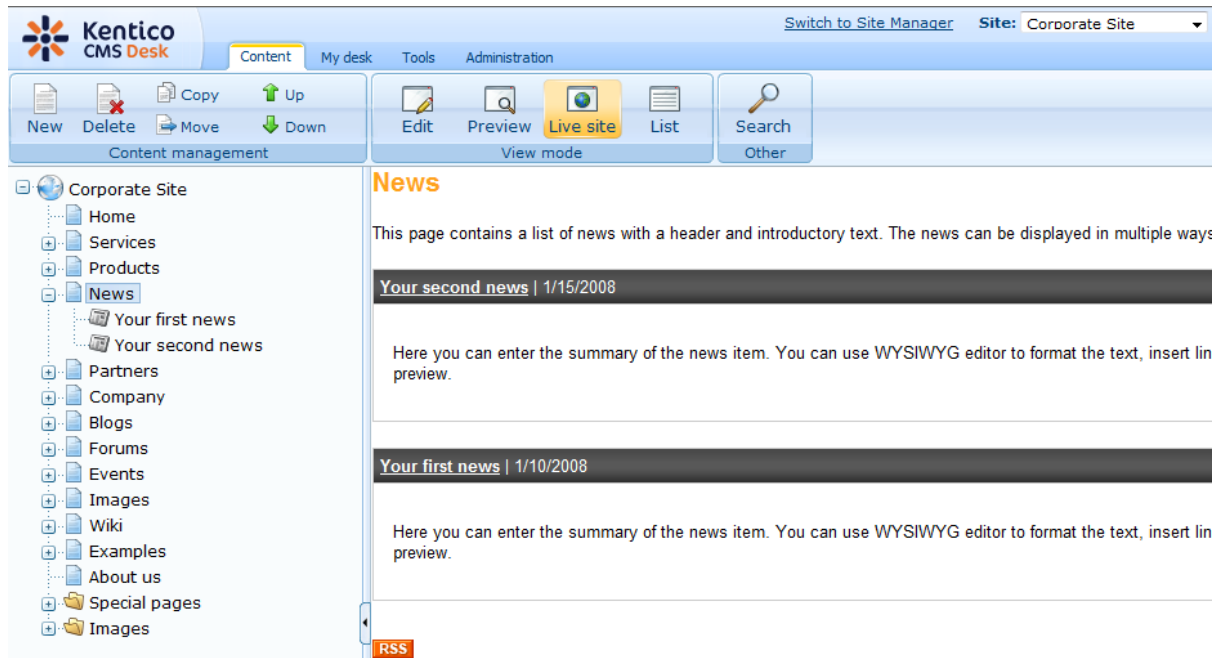 Kentico
CMS Desk
Switch to Site Manager Site: Corporate Site
Content My desk Tools Administration
New Delete Copy Move Up Down
Content management
Edit Preview Live site List
View mode
Search
Other
Corporate Site
Home
Services
Products
News
Your first news
Your second news
Partners
Company
Blogs
Forums
Events
Images
Wiki
Examples
About us
Special pages
Images
News
This page contains a list of news with a header and introductory text. The news can be displayed in multiple ways
Your second news | 1/15/2008
Here you can enter the summary of the news item. You can use WYSIWYG editor to format the text, insert lin
preview.
Your first news | 1/10/2008
Here you can enter the summary of the news item. You can use WYSIWYG editor to format the text, insert lin
preview.
RSS